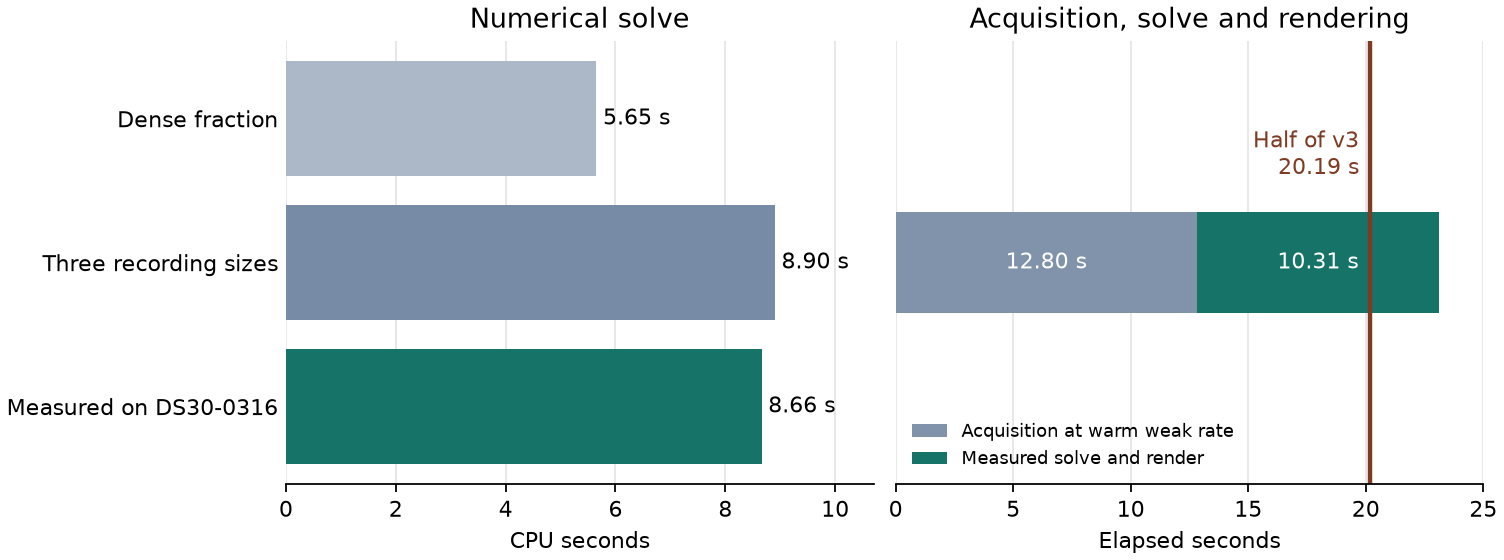 Numerical solve
Dense fraction
5.65 s
Three recording sizes
8.90 s
Measured on DS30-0316
8.66 s
0 2 4 6 8 10
CPU seconds
Acquisition, solve and rendering
Half of v3
20.19 s
12.80 s 10.31 s
Acquisition at warm weak rate
Measured solve and render
0 5 10 15 20 25
Elapsed seconds